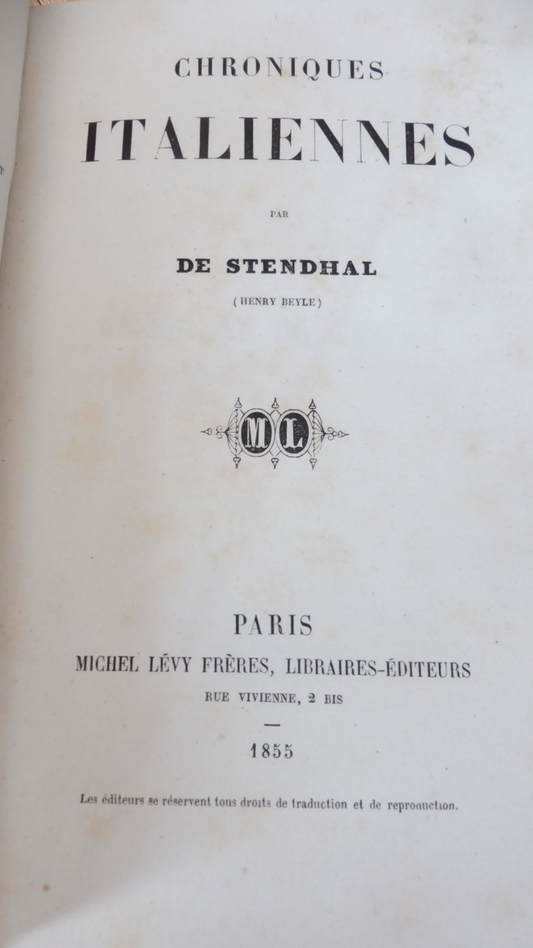 CHRONIQUES
ITALIENNES
PAR
DE STENDHAL
(HENRY BEYLE)
M L
PARIS
MICHEL LÉVY FRÈRES, LIBRAIRES-ÉDITEURS
RUE VIVIENNE, 2 BIS
1855
Les éditeurs se réservent tous droits de traduction et de reproduction.